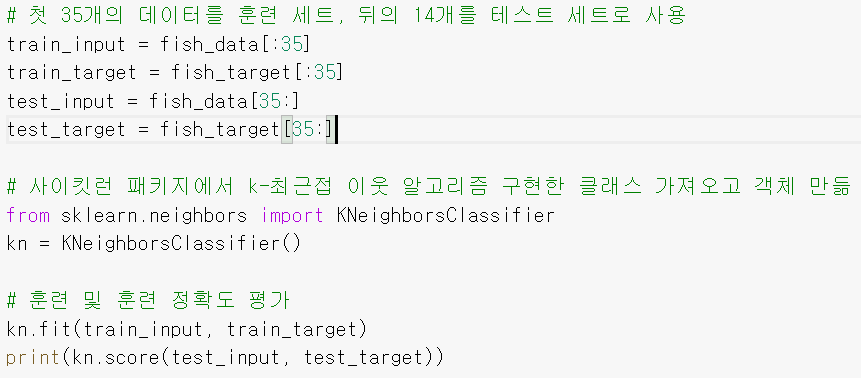 # 첫 35개의 데이터를 훈련 세트, 뒤의 14개를 테스트 세트로 사용
train_input = fish_data[:35]
train_target = fish_target[:35]
test_input = fish_data[35:]
test_target = fish_target[35:]
# 사이킷런 패키지에서 k-최근접 이웃 알고리즘 구현한 클래스 가져오고 객체 만듦
from sklearn.neighbors import KNeighborsClassifier
kn = KNeighborsClassifier()
# 훈련 및 훈련 정확도 평가
kn.fit(train_input, train_target)
print(kn.score(test_input, test_target))